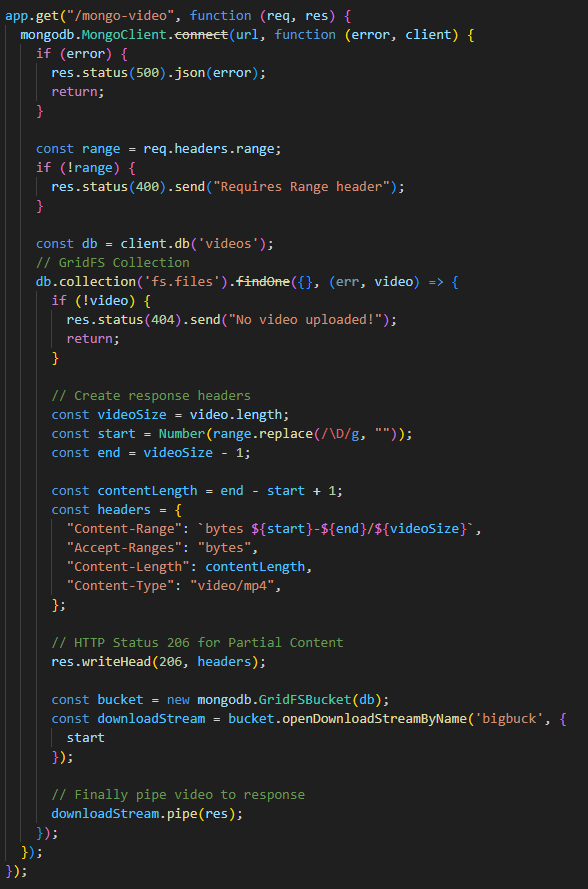 app.get("/mongo-video", function (req, res) {
  mongodb.MongoClient.connect(url, function (error, client) {
    if (error) {
      res.status(500).json(error);
      return;
    }

    const range = req.headers.range;
    if (!range) {
      res.status(400).send("Requires Range header");
    }

    const db = client.db('videos');
    // GridFS Collection
    db.collection('fs.files').findOne({}, (err, video) => {
      if (!video) {
        res.status(404).send("No video uploaded!");
        return;
      }

      // Create response headers
      const videoSize = video.length;
      const start = Number(range.replace(/\D/g, ""));
      const end = videoSize - 1;

      const contentLength = end - start + 1;
      const headers = {
        "Content-Range": `bytes ${start}-${end}/${videoSize}`,
        "Accept-Ranges": "bytes",
        "Content-Length": contentLength,
        "Content-Type": "video/mp4",
      };

      // HTTP Status 206 for Partial Content
      res.writeHead(206, headers);

      const bucket = new mongodb.GridFSBucket(db);
      const downloadStream = bucket.openDownloadStreamByName('bigbuck', {
        start
      });

      // Finally pipe video to response
      downloadStream.pipe(res);
    });
  });
});